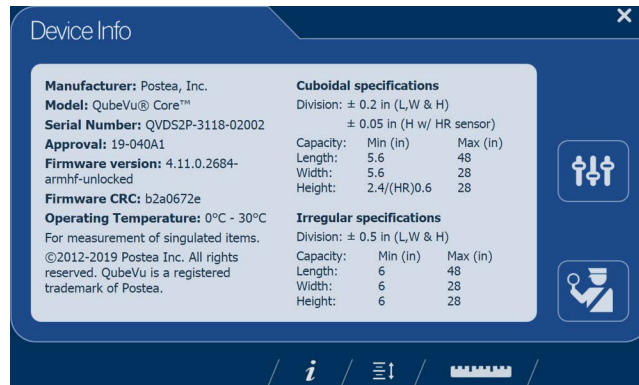 Device Info
Manufacturer: Postea, Inc.
Model: QubeVu® Core™
Serial Number: QVDS2P-3118-02002
Approval: 19-040A1
Firmware version: 4.11.0.2684-
armhf-unlocked
Firmware CRC: b2a0672e
Operating Temperature: 0°C - 30°C
For measurement of singulated items.
©2012-2019 Postea Inc. All rights
reserved. QubeVu is a registered
trademark of Postea.
Cuboidal specifications
Division: ± 0.2 in (L,W & H)
± 0.05 in (H w/ HR sensor)
Capacity: Min (in) Max (in)
Length: 5.6 48
Width: 5.6 28
Height: 2.4/(HR)0.6 28
Irregular specifications
Division: ± 0.5 in (L,W & H)
Capacity: Min (in) Max (in)
Length: 6 48
Width: 6 28
Height: 6 28